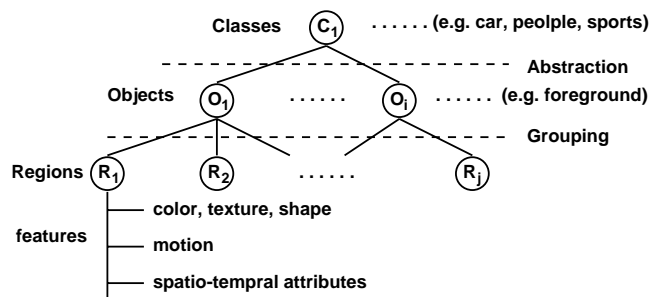 Classes C1 ...... (e.g. car, peolple, sports)
Abstraction
Objects O1 ...... Oi ...... (e.g. foreground)
Grouping
Regions R1 R2 ...... Rj
color, texture, shape
features
motion
spatio-tempral attributes